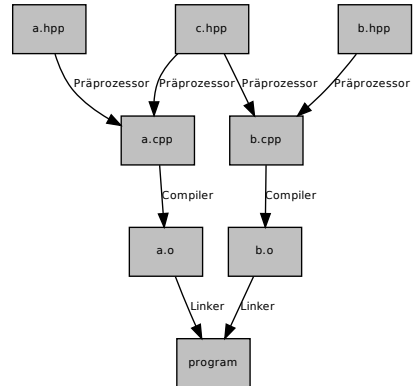 a.hpp
c.hpp
b.hpp
Präprozessor
Präprozessor
Präprozessor
Präprozessor
a.cpp
b.cpp
Compiler
Compiler
a.o
b.o
Linker
Linker
program